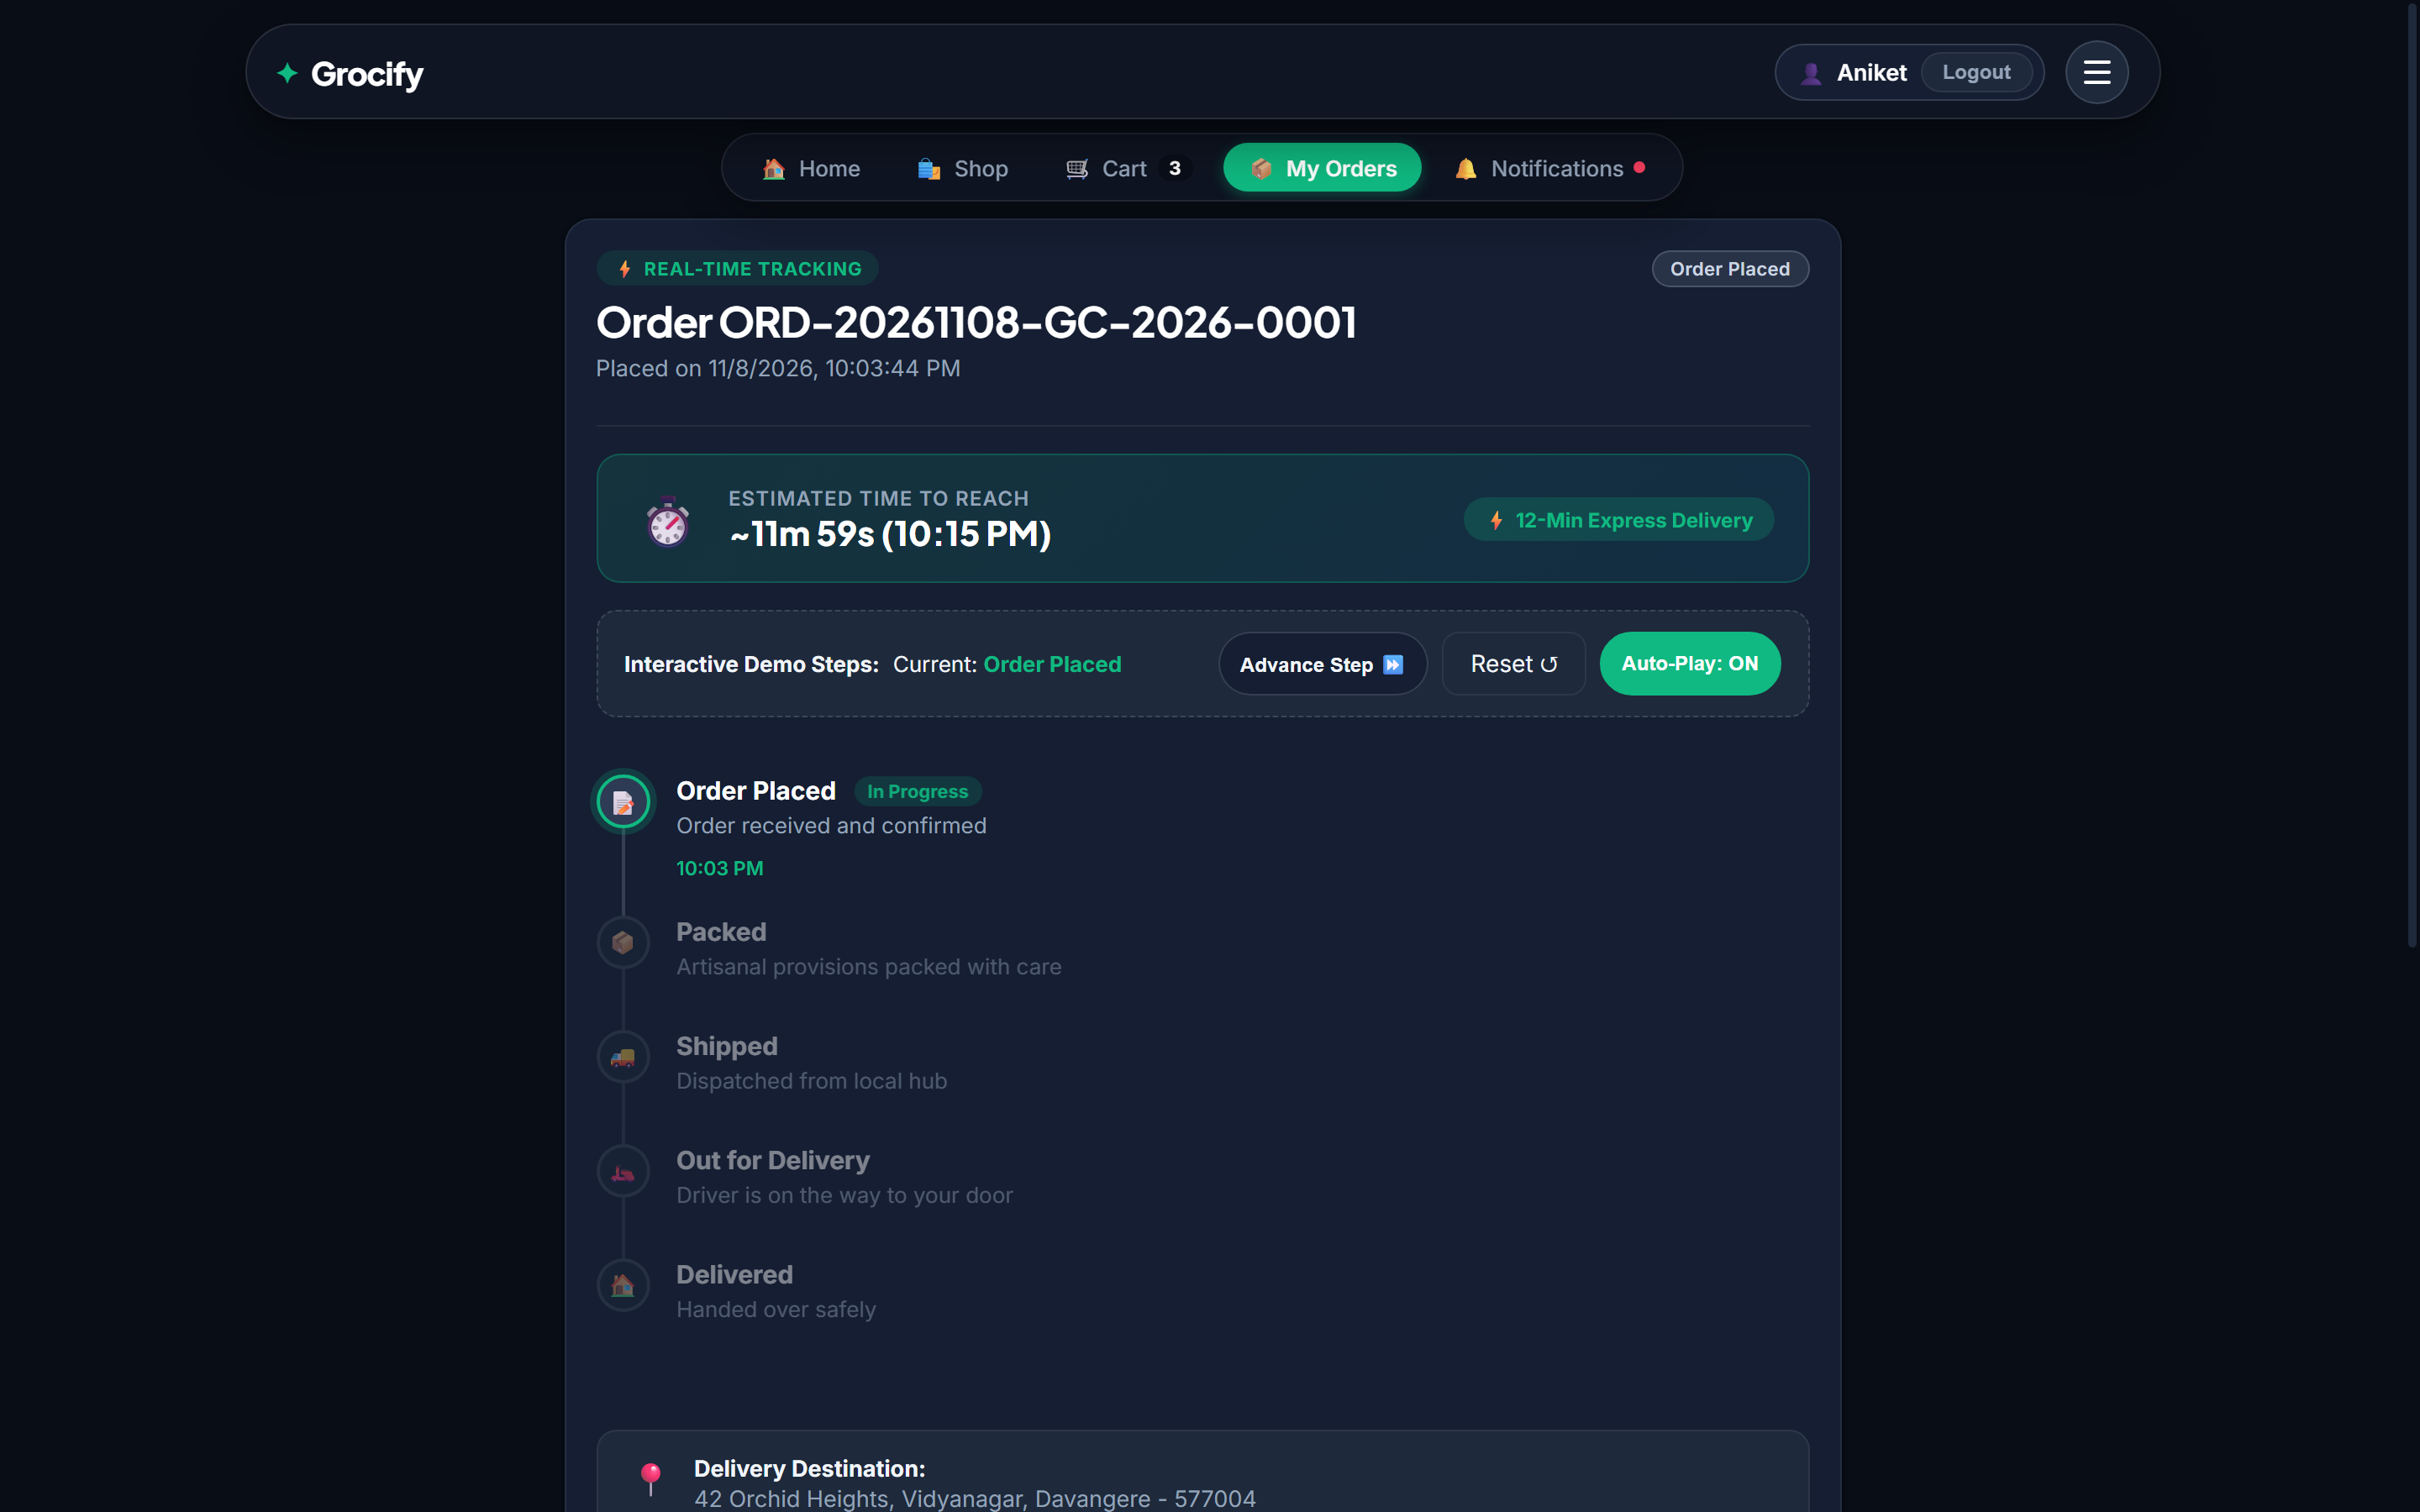 Grocify
Aniket Logout
Home Shop Cart 3 My Orders Notifications
REAL-TIME TRACKING
Order Placed
Order ORD-20261108-GC-2026-0001
Placed on 11/8/2026, 10:03:44 PM
ESTIMATED TIME TO REACH
~11m 59s (10:15 PM)
12-Min Express Delivery
Interactive Demo Steps: Current: Order Placed
Advance Step Reset ↺ Auto-Play: ON
Order Placed In Progress
Order received and confirmed
10:03 PM
Packed
Artisanal provisions packed with care
Shipped
Dispatched from local hub
Out for Delivery
Driver is on the way to your door
Delivered
Handed over safely
Delivery Destination:
42 Orchid Heights, Vidyanagar, Davangere - 577004